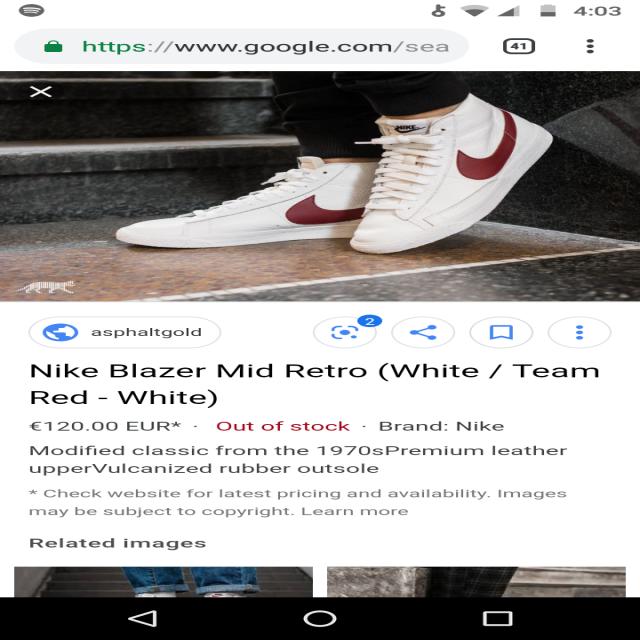 4:03
https://www.google.com/sea
41
NIKE
asphaltgold
2
Nike Blazer Mid Retro (White / Team
Red - White)
€120.00 EUR* · Out of stock · Brand: Nike
Modified classic from the 1970sPremium leather
upperVulcanized rubber outsole
* Check website for latest pricing and availability. Images
may be subject to copyright. Learn more
Related images